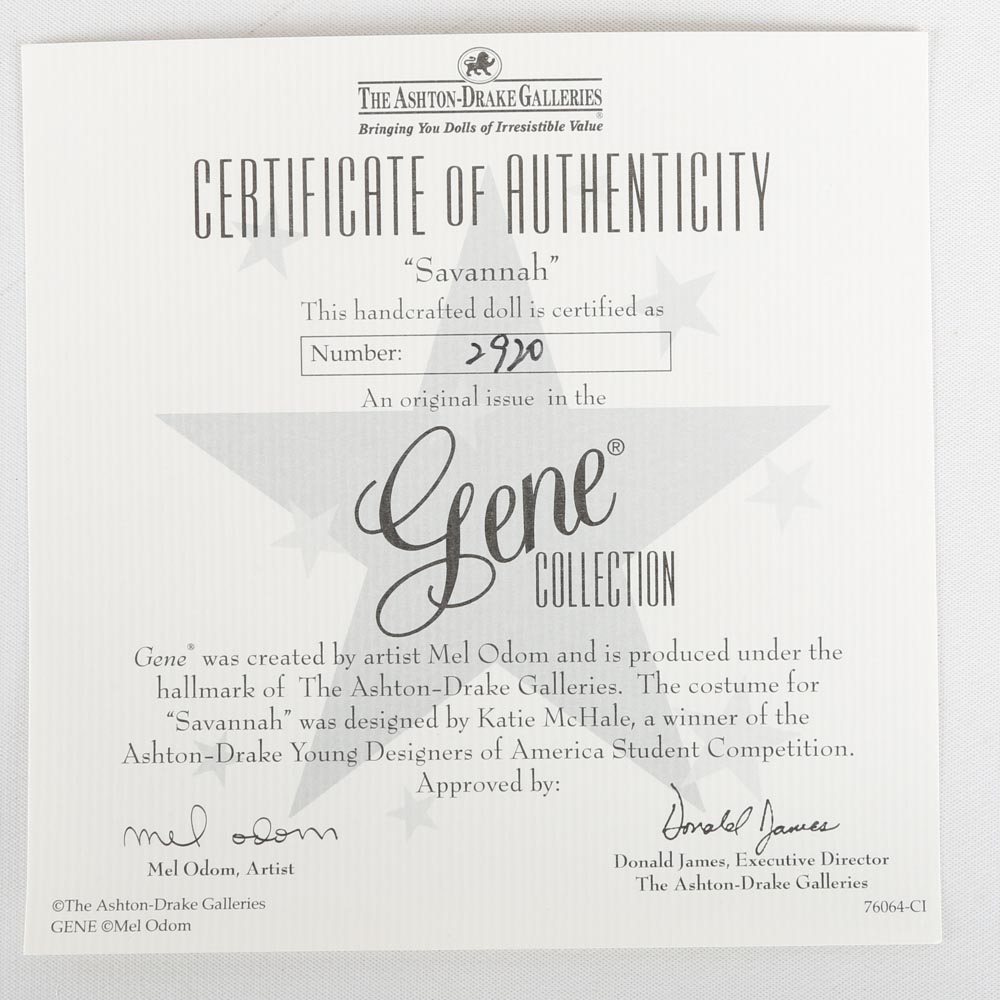 THE ASHTON-DRAKE GALLERIES®
Bringing You Dolls of Irresistible Value
CERTIFICATE OF AUTHENTICITY
“Savannah”
This handcrafted doll is certified as
Number: 2920
An original issue in the
Gene®
COLLECTION
Gene® was created by artist Mel Odom and is produced under the
hallmark of The Ashton-Drake Galleries. The costume for
“Savannah” was designed by Katie McHale, a winner of the
Ashton-Drake Young Designers of America Student Competition.
Approved by:
mel odom
Donald James
Mel Odom, Artist
Donald James, Executive Director
The Ashton-Drake Galleries
©The Ashton-Drake Galleries
GENE ©Mel Odom
76064-CI